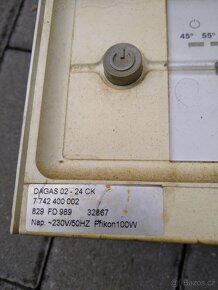 45° 55°
DAGAS 02 - 24 CK
7 742 400 002
829 FD 989 32867
Nap. ~230V/50HZ Příkon100W
Bazoš.cz